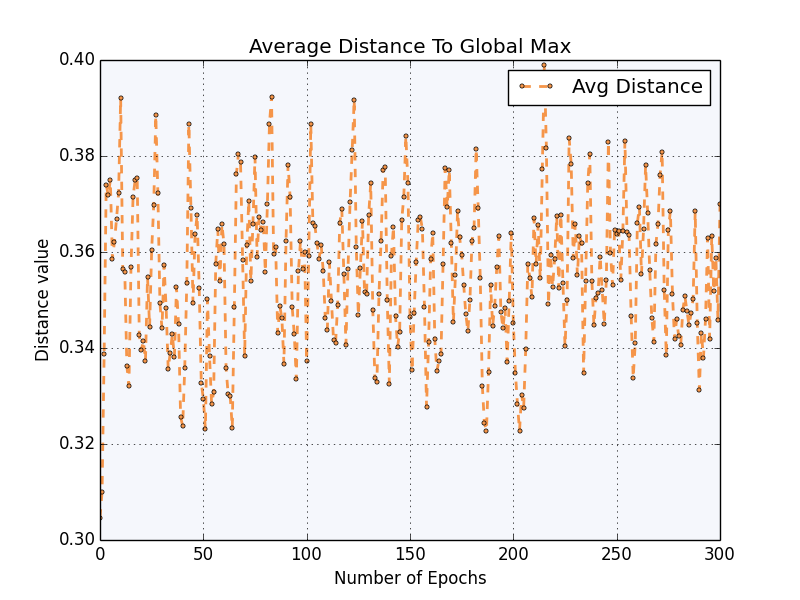 Average Distance To Global Max
Avg Distance
Distance value
0.40
0.38
0.36
0.34
0.32
0.30
0 50 100 150 200 250 300
Number of Epochs